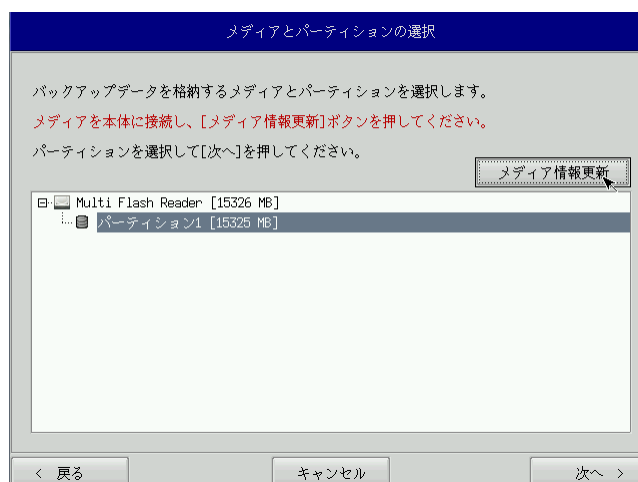 メディアとパーティションの選択
バックアップデータを格納するメディアとパーティションを選択します。
メディアを本体に接続し、[メディア情報更新]ボタンを押してください。
パーティションを選択して[次へ]を押してください。
メディア情報更新
Multi Flash Reader [15326 MB]
パーティション1 [15325 MB]
< 戻る
キャンセル
次へ >